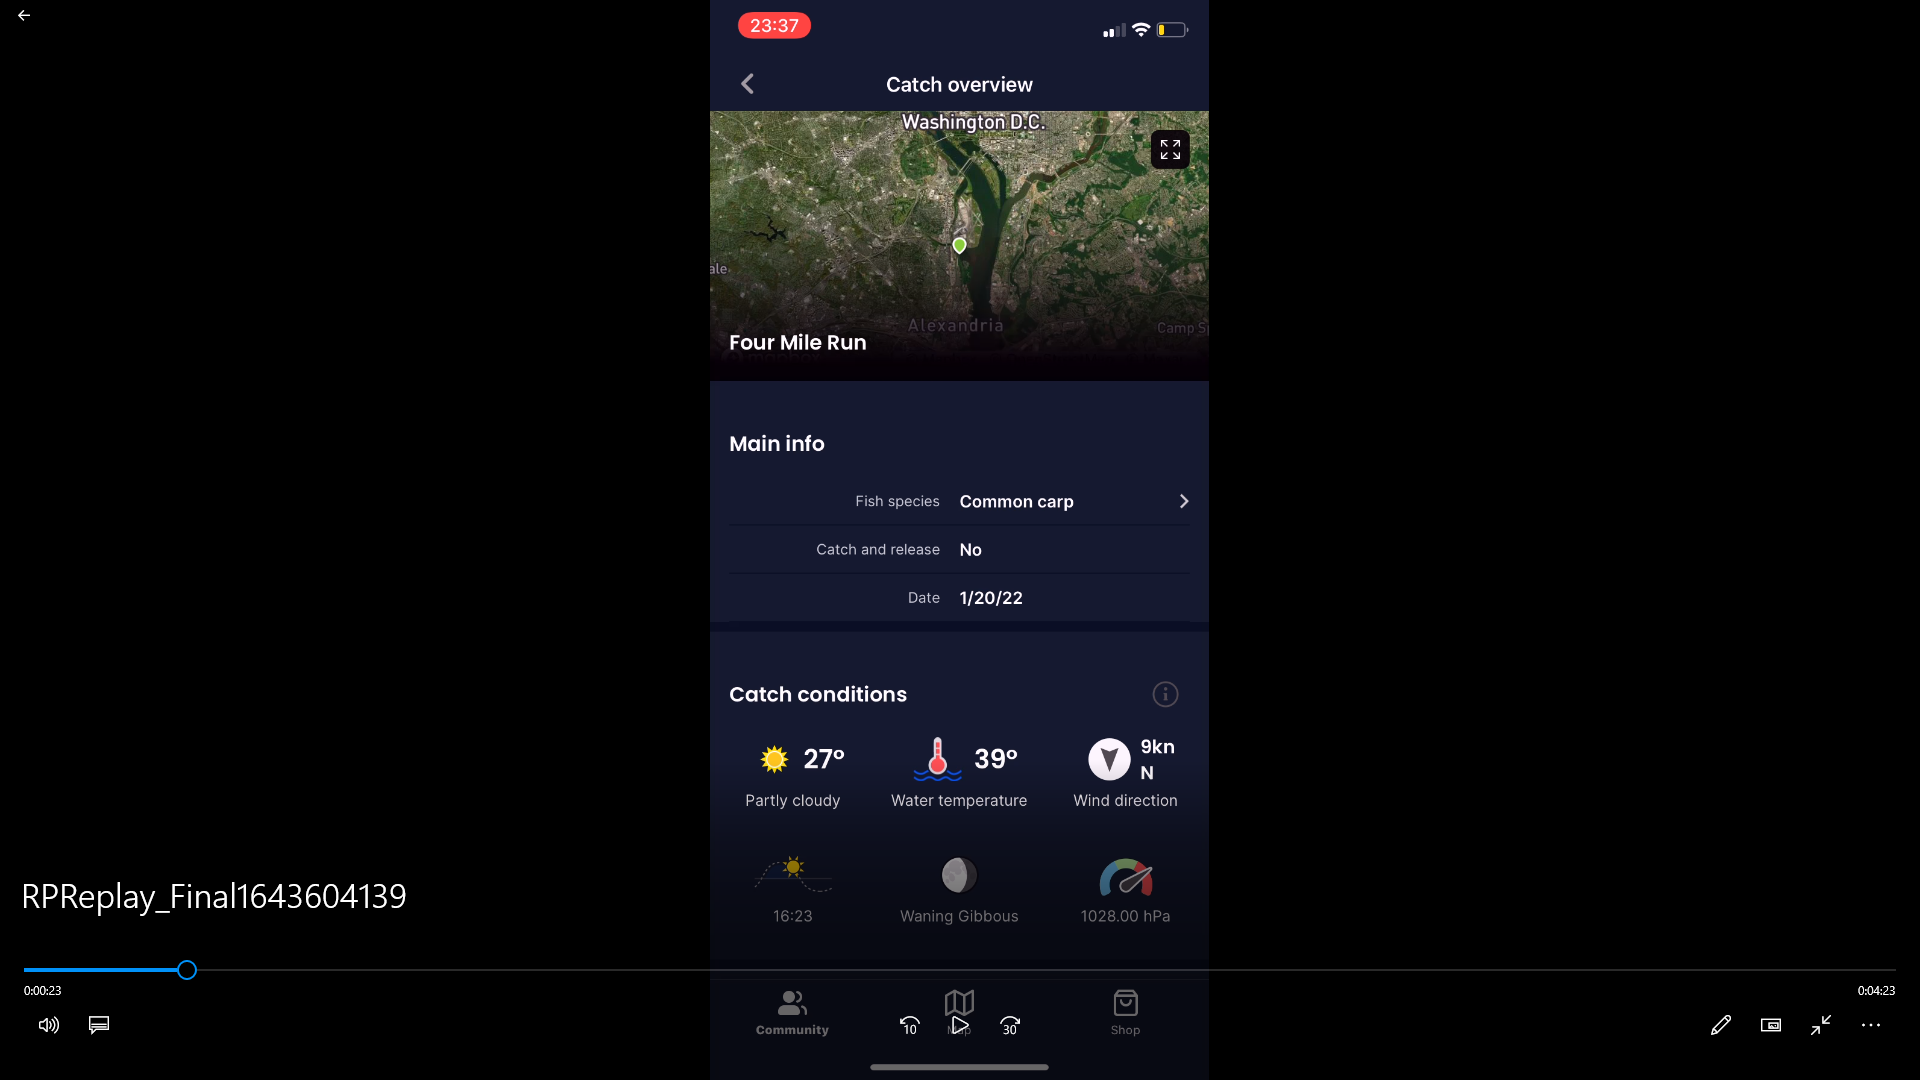 23:37
Catch overview
Washington D.C.
ale
Alexandria
Camp S
Four Mile Run
Main info
Fish species Common carp
Catch and release No
Date 1/20/22
Catch conditions
27° 39° 9kn
N
Partly cloudy Water temperature Wind direction
16:23 Waning Gibbous 1028.00 hPa
RPReplay_Final1643604139
0:00:23 0:04:23
10 30
Community Map Shop